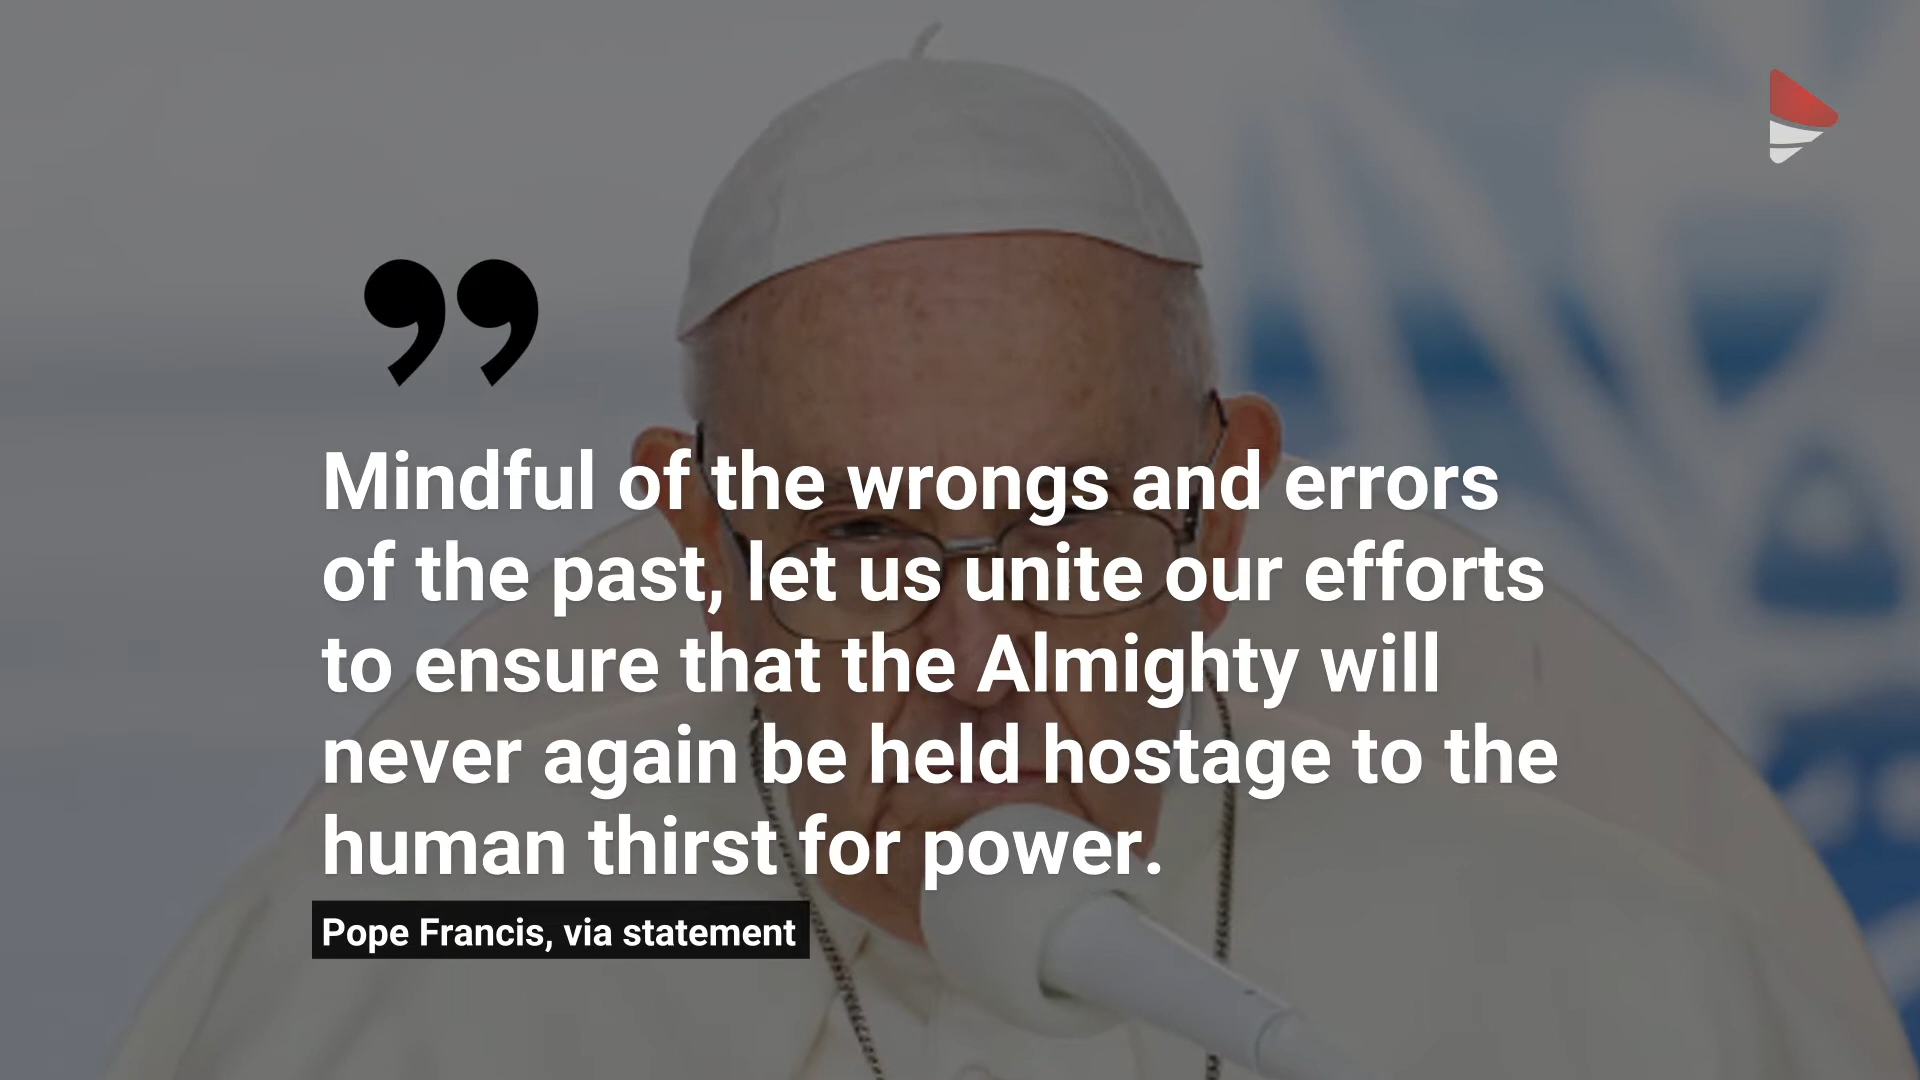 ”
Mindful of the wrongs and errors
of the past, let us unite our efforts
to ensure that the Almighty will
never again be held hostage to the
human thirst for power.
Pope Francis, via statement